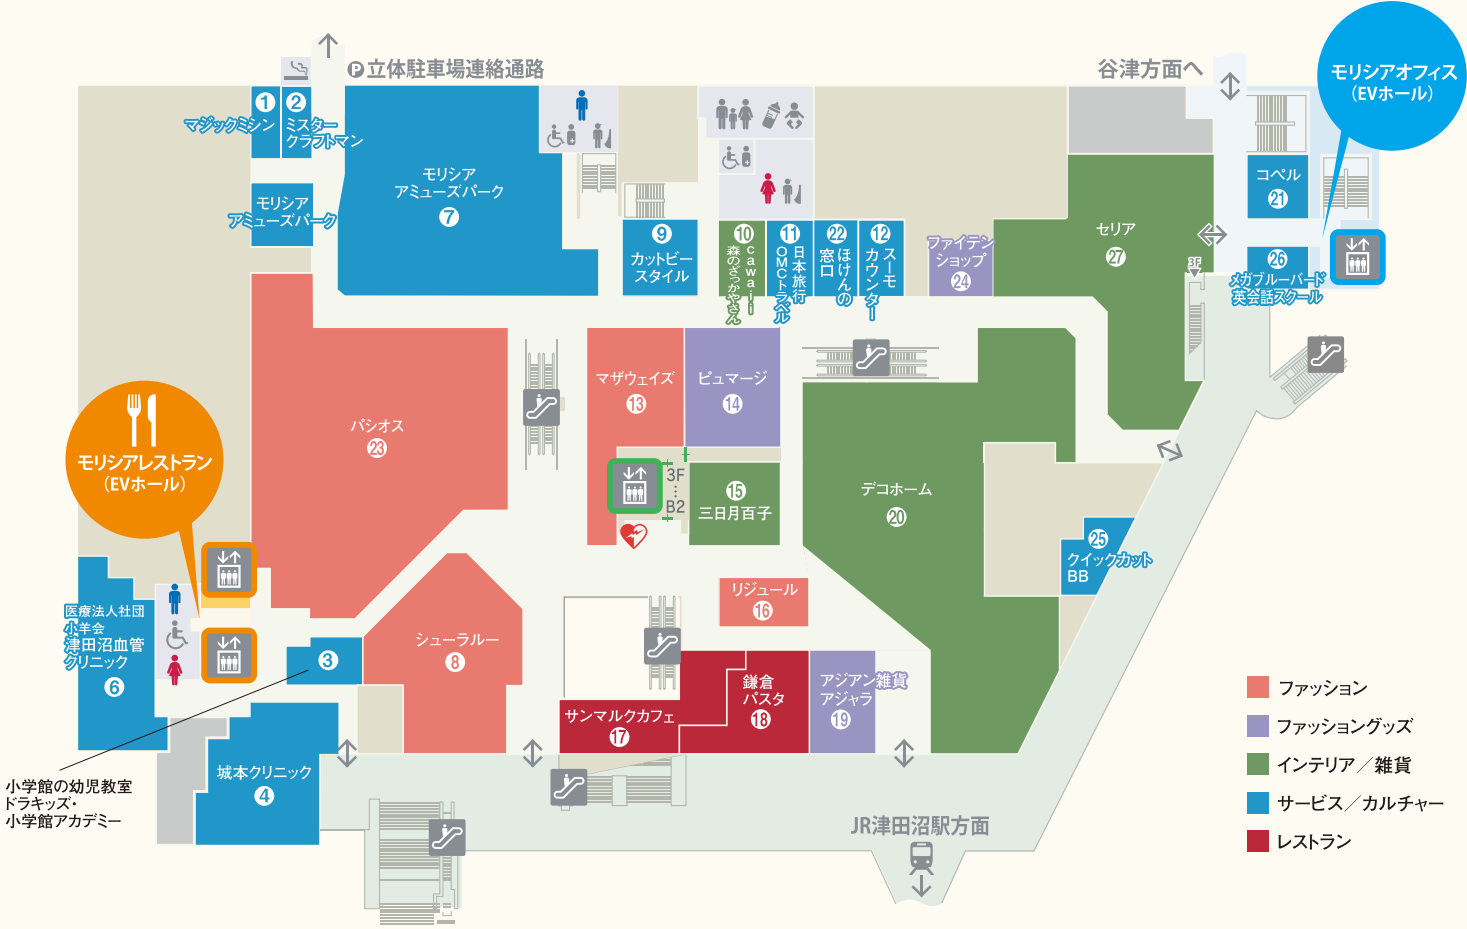 P立体駐車場連絡通路
谷津方面へ
モリシアオフィス
(EVホール)
1
マジックミシン
2
ミスター
クラフトマン
モリシア
アミューズパーク
モリシア
アミューズパーク
7
9
カットビー
スタイル
10
cawa-ii
森のざっかやさん
11
日本旅行
OMCトラベル
22
ほけんの
窓口
12
スーモ
カウンター
ファイテン
ショップ
24
セリア
27
コペル
21
3F
26
メガブルーバード
英会話スクール
パシオス
23
マザウェイズ
13
ピュマージ
14
モリシアレストラン
(EVホール)
3F
B2
15
三日月百子
デコホーム
20
25
クイックカット
BB
リジュール
16
医療法人社団
小羊会
津田沼血管
クリニック
6
3
シューラルー
8
サンマルクカフェ
17
鎌倉
パスタ
18
アジアン雑貨
アジャラ
19
城本クリニック
4
小学館の幼児教室
ドラキッズ・
小学館アカデミー
JR津田沼駅方面
ファッション
ファッショングッズ
インテリア／雑貨
サービス／カルチャー
レストラン